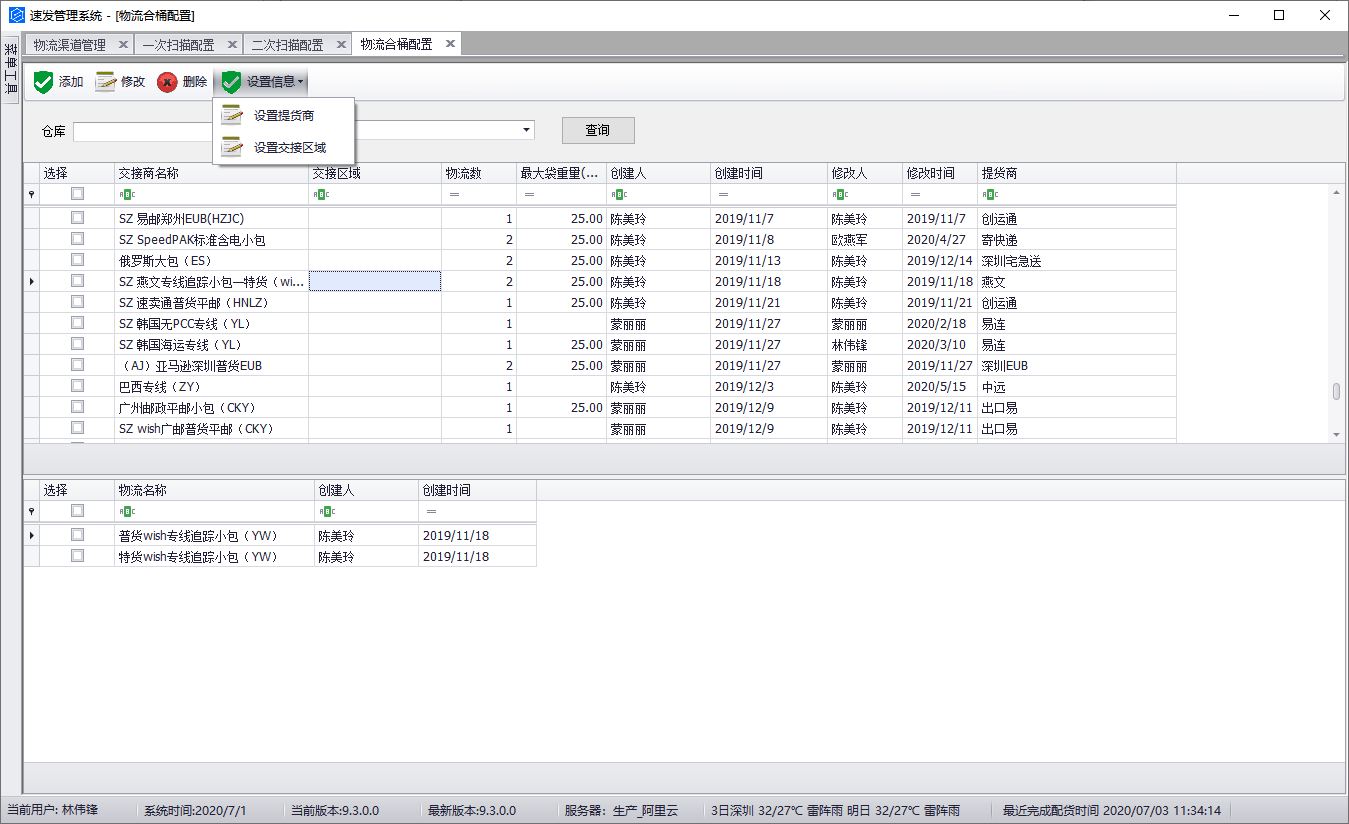 速发管理系统 - [物流合桶配置]
菜单工具
物流渠道管理 一次扫描配置 二次扫描配置 物流合桶配置
添加 修改 删除 设置信息
设置提货商
设置交接区域
仓库 查询
选择 交接商名称 交接区域 物流数 最大袋重量(... 创建人 创建时间 修改人 修改时间 提货商
SZ 易邮郑州EUB(HZJC) 1 25.00 陈美玲 2019/11/7 陈美玲 2019/11/7 创运通
SZ SpeedPAK标准含电小包 2 25.00 陈美玲 2019/11/8 欧燕军 2020/4/27 寄快递
俄罗斯大包（ES） 2 25.00 陈美玲 2019/11/13 陈美玲 2019/12/14 深圳宅急送
SZ 燕文专线追踪小包—特货（wi... 2 25.00 陈美玲 2019/11/18 陈美玲 2019/11/18 燕文
SZ 速卖通普货平邮（HNLZ） 1 25.00 陈美玲 2019/11/21 陈美玲 2019/11/21 创运通
SZ 韩国无PCC专线（YL） 1 蒙丽丽 2019/11/27 蒙丽丽 2020/2/18 易连
SZ 韩国海运专线（YL） 1 25.00 蒙丽丽 2019/11/27 林伟锋 2020/3/10 易连
（AJ）亚马逊深圳普货EUB 2 25.00 蒙丽丽 2019/11/27 蒙丽丽 2019/11/27 深圳EUB
巴西专线（ZY） 1 陈美玲 2019/12/3 陈美玲 2020/5/15 中远
广州邮政平邮小包（CKY） 1 25.00 蒙丽丽 2019/12/9 陈美玲 2019/12/11 出口易
SZ wish广邮普货平邮（CKY） 1 蒙丽丽 2019/12/9 陈美玲 2019/12/11 出口易
选择 物流名称 创建人 创建时间
普货wish专线追踪小包（YW） 陈美玲 2019/11/18
特货wish专线追踪小包（YW） 陈美玲 2019/11/18
当前用户: 林伟锋 系统时间:2020/7/1 当前版本:9.3.0.0 最新版本:9.3.0.0 服务器：生产_阿里云 3日深圳 32/27℃ 雷阵雨 明日 32/27℃ 雷阵雨 最近完成配货时间 2020/07/03 11:34:14